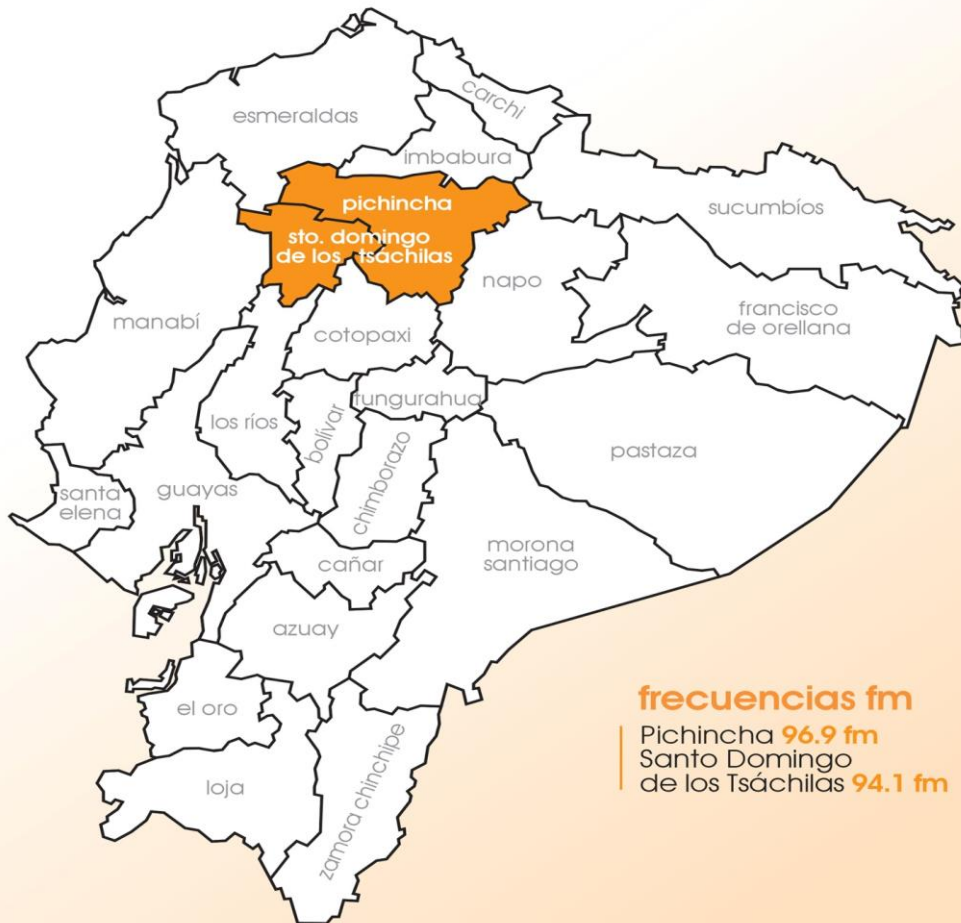 carchi
esmeraldas
imbabura
pichincha
sucumbíos
sto. domingo
de los tsáchilas
napo
francisco
de orellana
manabí
cotopaxi
tungurahua
los ríos
bolívar
chimborazo
pastaza
santa
elena
guayas
morona
santiago
cañar
azuay
el oro
loja
zamora chinchipe
frecuencias fm
Pichincha 96.9 fm
Santo Domingo
de los Tsáchilas 94.1 fm